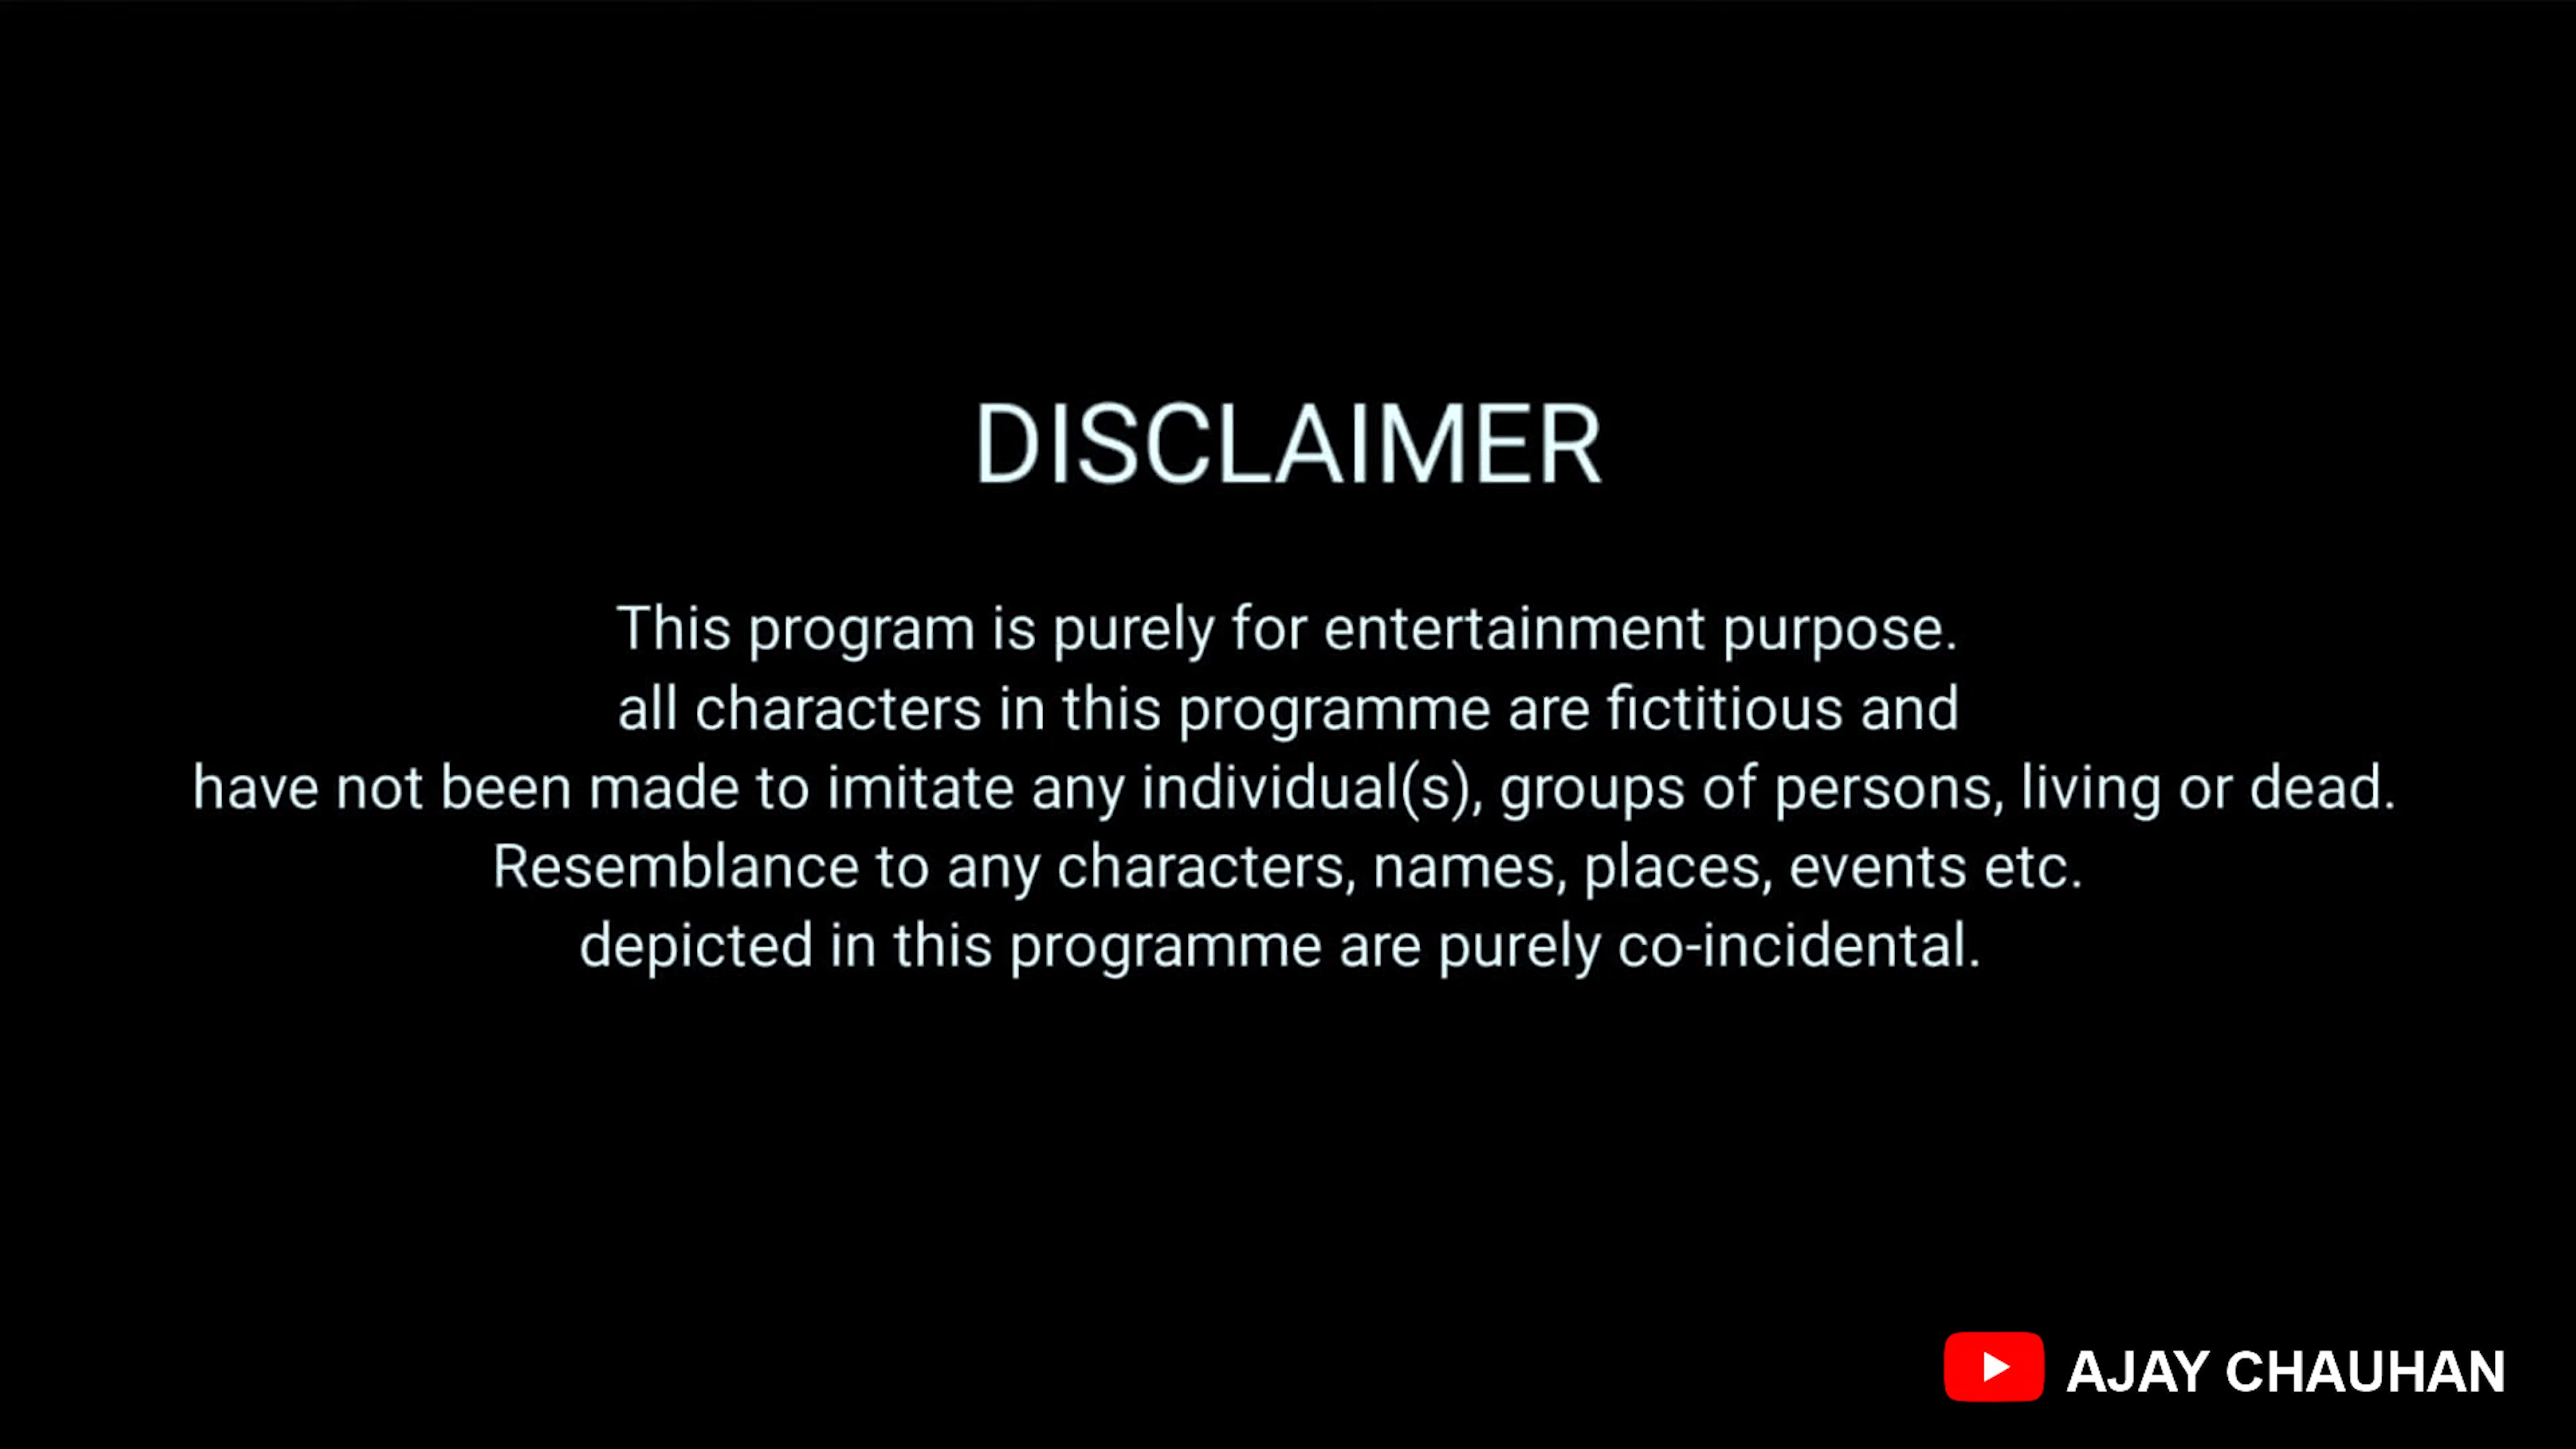 DISCLAIMER
This program is purely for entertainment purpose.
all characters in this programme are fictitious and
have not been made to imitate any individual(s), groups of persons, living or dead.
Resemblance to any characters, names, places, events etc.
depicted in this programme are purely co-incidental.
AJAY CHAUHAN